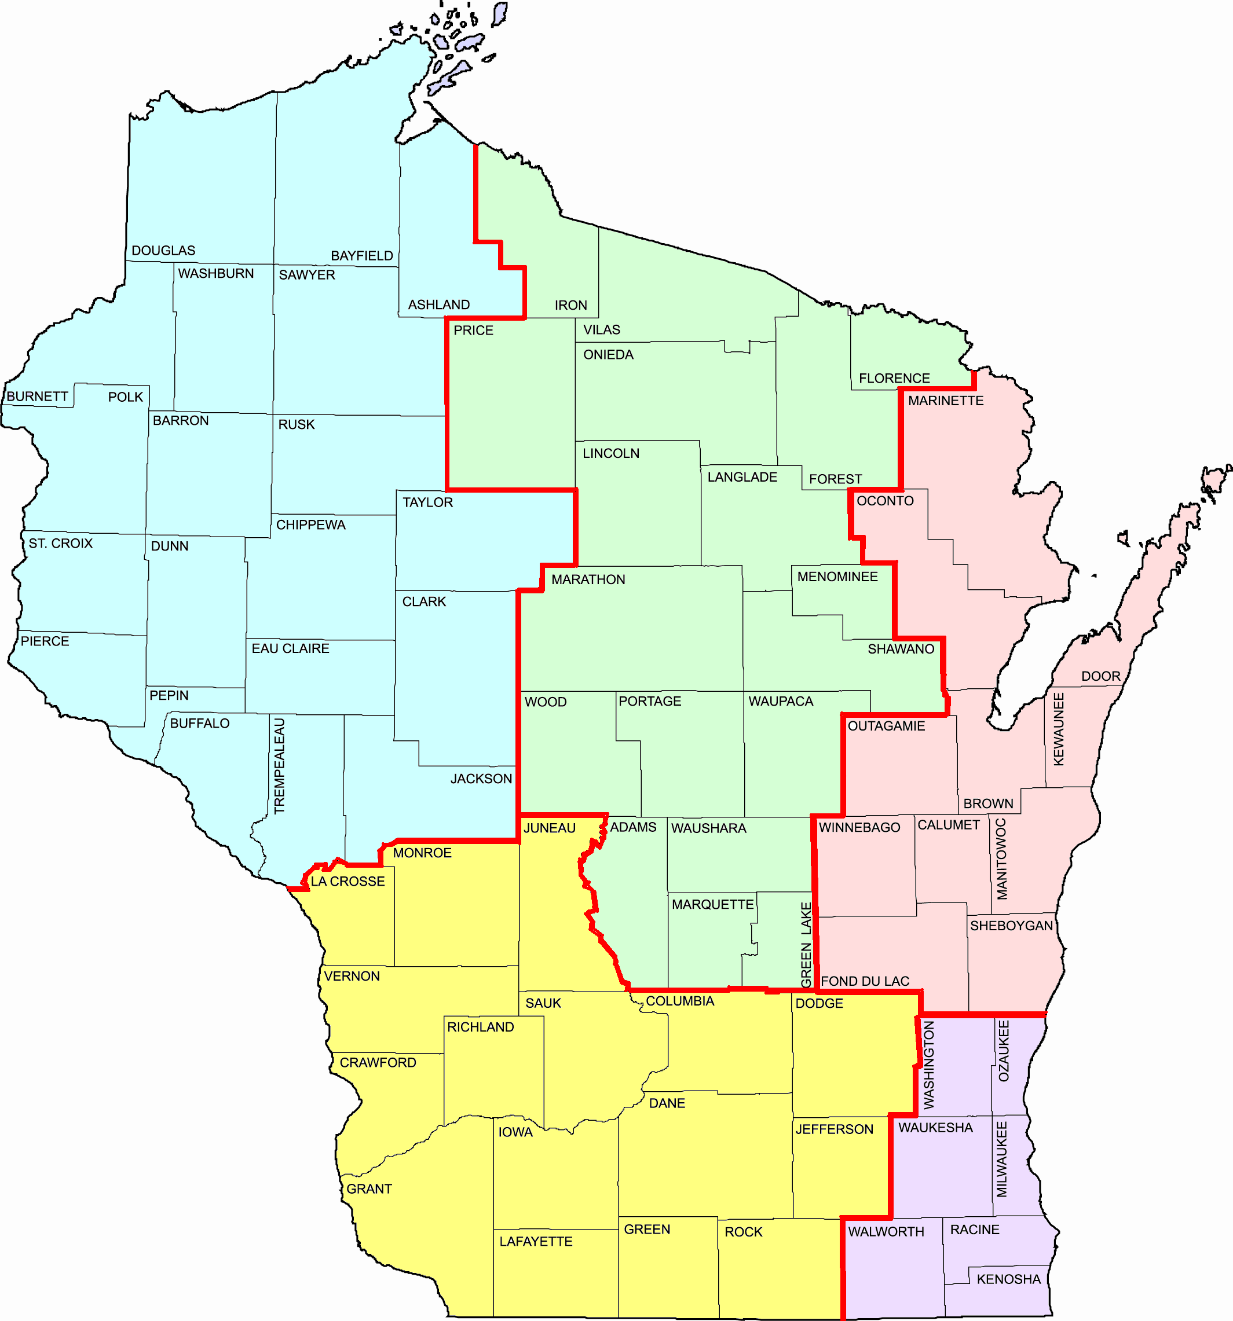 DOUGLAS
BAYFIELD
WASHBURN
SAWYER
ASHLAND
IRON
PRICE
VILAS
ONIEDA
FLORENCE
BURNETT
POLK
MARINETTE
BARRON
RUSK
LINCOLN
LANGLADE
FOREST
TAYLOR
OCONTO
CHIPPEWA
ST. CROIX
DUNN
MARATHON
MENOMINEE
CLARK
PIERCE
EAU CLAIRE
SHAWANO
DOOR
PEPIN
WOOD
PORTAGE
WAUPACA
BUFFALO
TREMPEALEAU
OUTAGAMIE
KEWAUNEE
JACKSON
BROWN
JUNEAU
ADAMS
WAUSHARA
WINNEBAGO
CALUMET
MANITOWOC
MONROE
LA CROSSE
MARQUETTE
GREEN LAKE
SHEBOYGAN
VERNON
FOND DU LAC
SAUK
COLUMBIA
DODGE
RICHLAND
WASHINGTON
OZAUKEE
CRAWFORD
DANE
IOWA
JEFFERSON
WAUKESHA
MILWAUKEE
GRANT
LAFAYETTE
GREEN
ROCK
WALWORTH
RACINE
KENOSHA